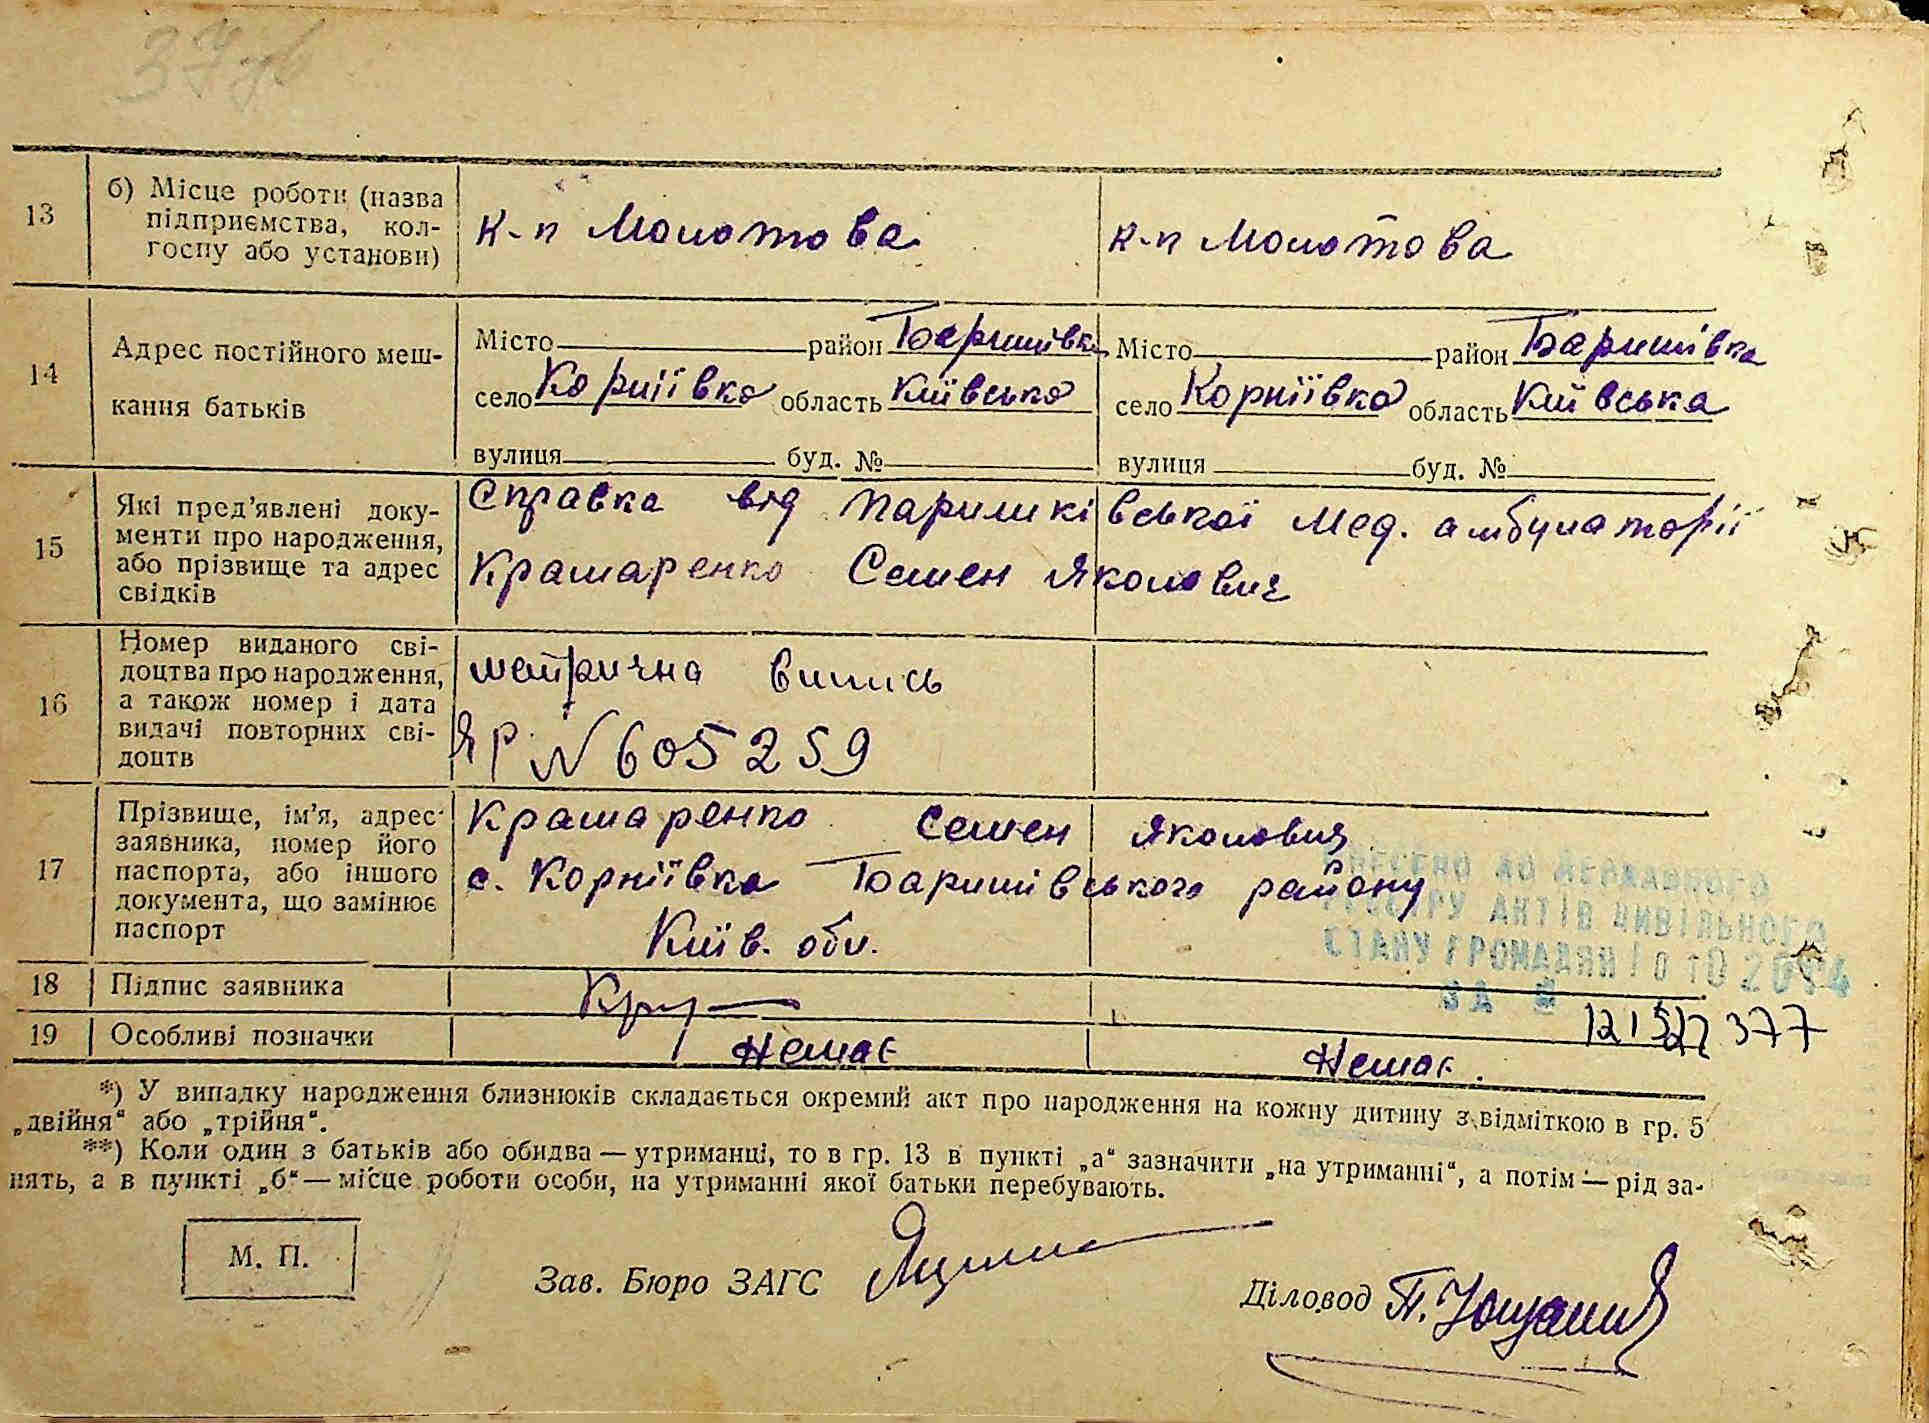 37
13
б) Місце роботи (назва
підприємства, кол-
госпу або установи)
к-п Молотова
к-п Молотова
14
Адрес постійного меш-
кання батьків
Місто район Баришівка
село Корніївка область Київська
вулиця буд. №
Місто район Баришівка
село Корніївка область Київська
вулиця буд. №
15
Які пред'явлені доку-
менти про народження,
або прізвище та адрес
свідків
Справка від Паришківської мед. амбулаторії
Крамаренко Семен Яколович
16
Номер виданого сві-
доцтва про народження,
а також номер і дата
видачі повторних сві-
доцтв
метрична випись
ЯР № 605259
17
Прізвище, ім'я, адрес
заявника, номер його
паспорта, або іншого
документа, що замінює
паспорт
Крамаренко Семен Яколович
с. Корніївка Баришівського району
Київ. обл.
ВНЕСЕНО ДО ДЕРЖАВНОГО
РЕЄСТРУ АКТІВ ЦИВІЛЬНОГО
СТАНУ ГРОМАДЯН
ЗА №
377
18
Підпис заявника
19
Особливі позначки
Немає
Немає.
*) У випадку народження близнюків складається окремий акт про народження на кожну дитину з відміткою в гр. 5
„двійня“ або „трійня“.
**) Коли один з батьків або обидва — утриманці, то в гр. 13 в пункті „а“ зазначити „на утриманні“, а потім — рід за-
нять, а в пункті „б“ — місце роботи особи, на утриманні якої батьки перебувають.
М. П.
Зав. Бюро ЗАГС
Діловод